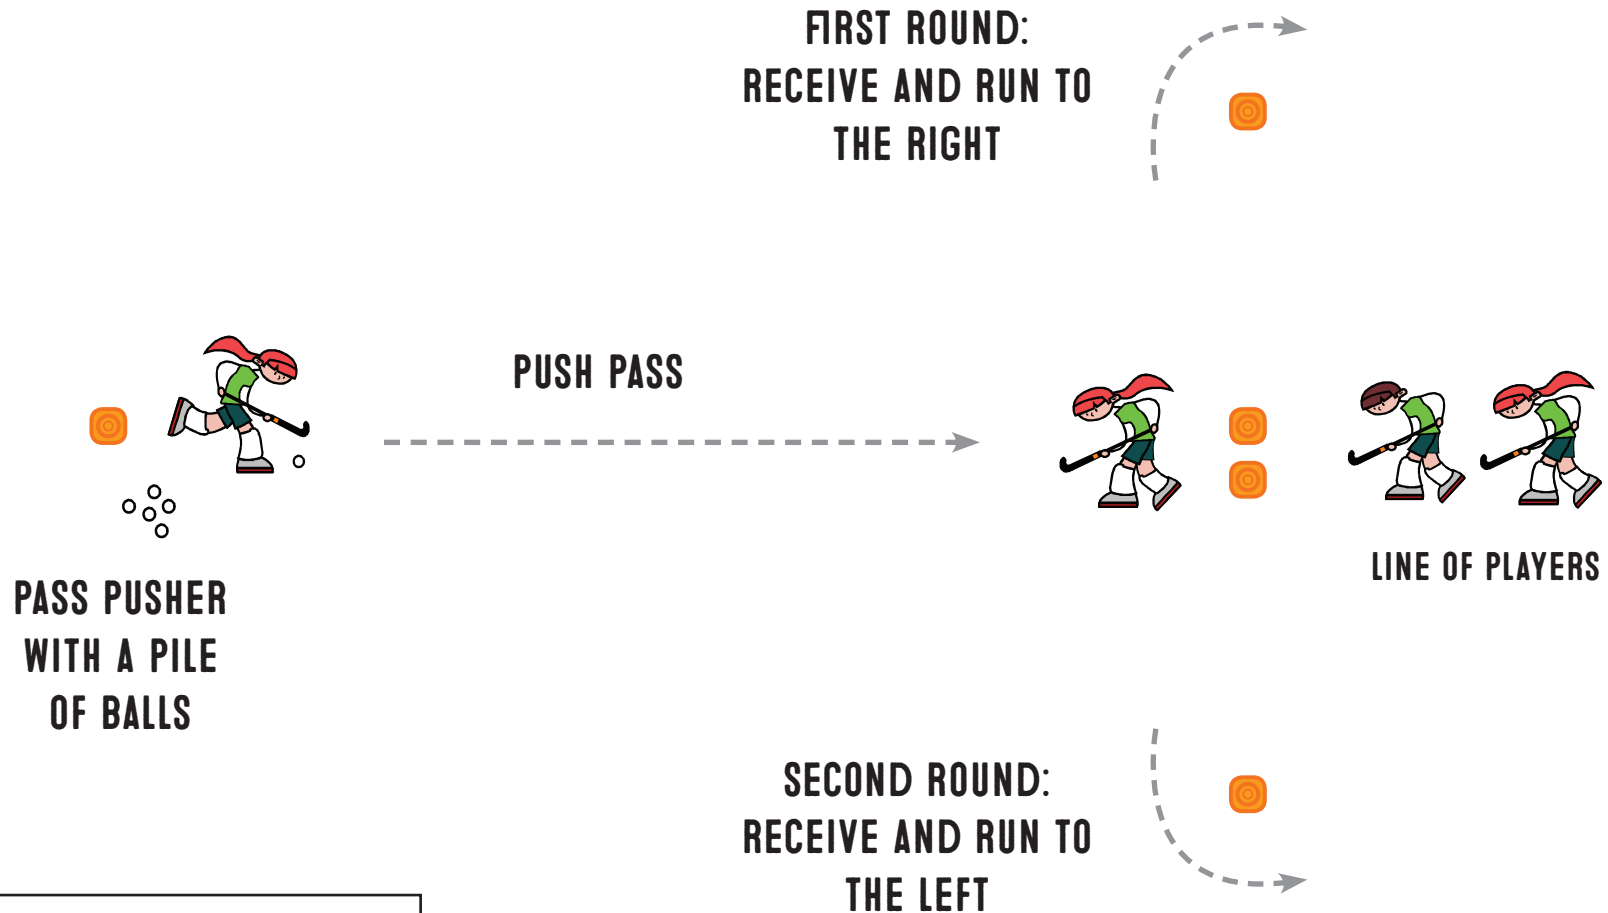 FIRST ROUND:
RECEIVE AND RUN TO
THE RIGHT
PUSH PASS
LINE OF PLAYERS
PASS PUSHER
WITH A PILE
OF BALLS
SECOND ROUND:
RECEIVE AND RUN TO
THE LEFT